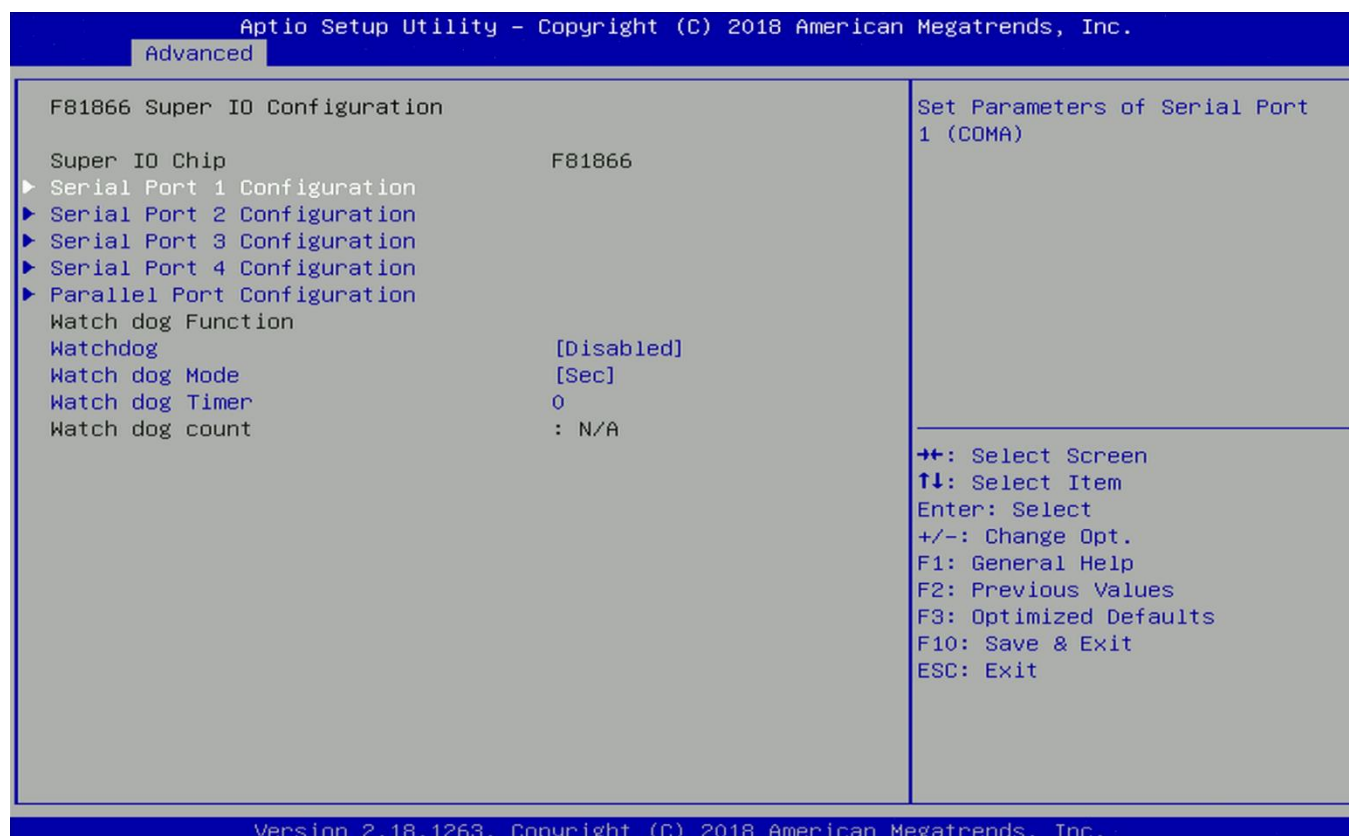 Aptio Setup Utility – Copyright (C) 2018 American Megatrends, Inc.
Advanced
F81866 Super IO Configuration
Super IO Chip F81866
▶ Serial Port 1 Configuration
▶ Serial Port 2 Configuration
▶ Serial Port 3 Configuration
▶ Serial Port 4 Configuration
▶ Parallel Port Configuration
Watch dog Function
Watchdog [Disabled]
Watch dog Mode [Sec]
Watch dog Timer 0
Watch dog count : N/A
Set Parameters of Serial Port
1 (COMA)
→←: Select Screen
↑↓: Select Item
Enter: Select
+/-: Change Opt.
F1: General Help
F2: Previous Values
F3: Optimized Defaults
F10: Save & Exit
ESC: Exit
Version 2.18.1263. Copyright (C) 2018 American Megatrends, Inc.